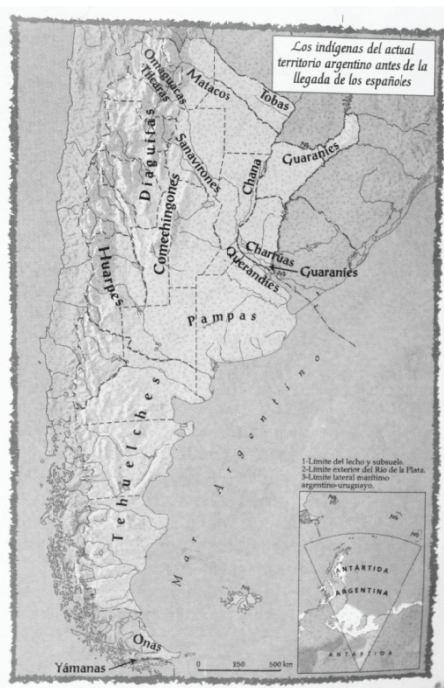 Los indígenas del actual
territorio argentino antes de la
llegada de los españoles
Omaguacas
Tilcaras
Matacos
Tobas
Diaguitas
Sanavirones
Chana
Guaraníes
Comechingones
Huarpes
Charrúas
Guaraníes
Querandíes
Pampas
Tehuelches
Mar Argentino
1-Límite del lecho y subsuelo.
2-Límite exterior del Río de la Plata.
3-Límite lateral marítimo
argentino-uruguayo.
ANTÁRTIDA
ARGENTINA
ANTÁRTIDA
Onas
Yámanas
0 250 500 km